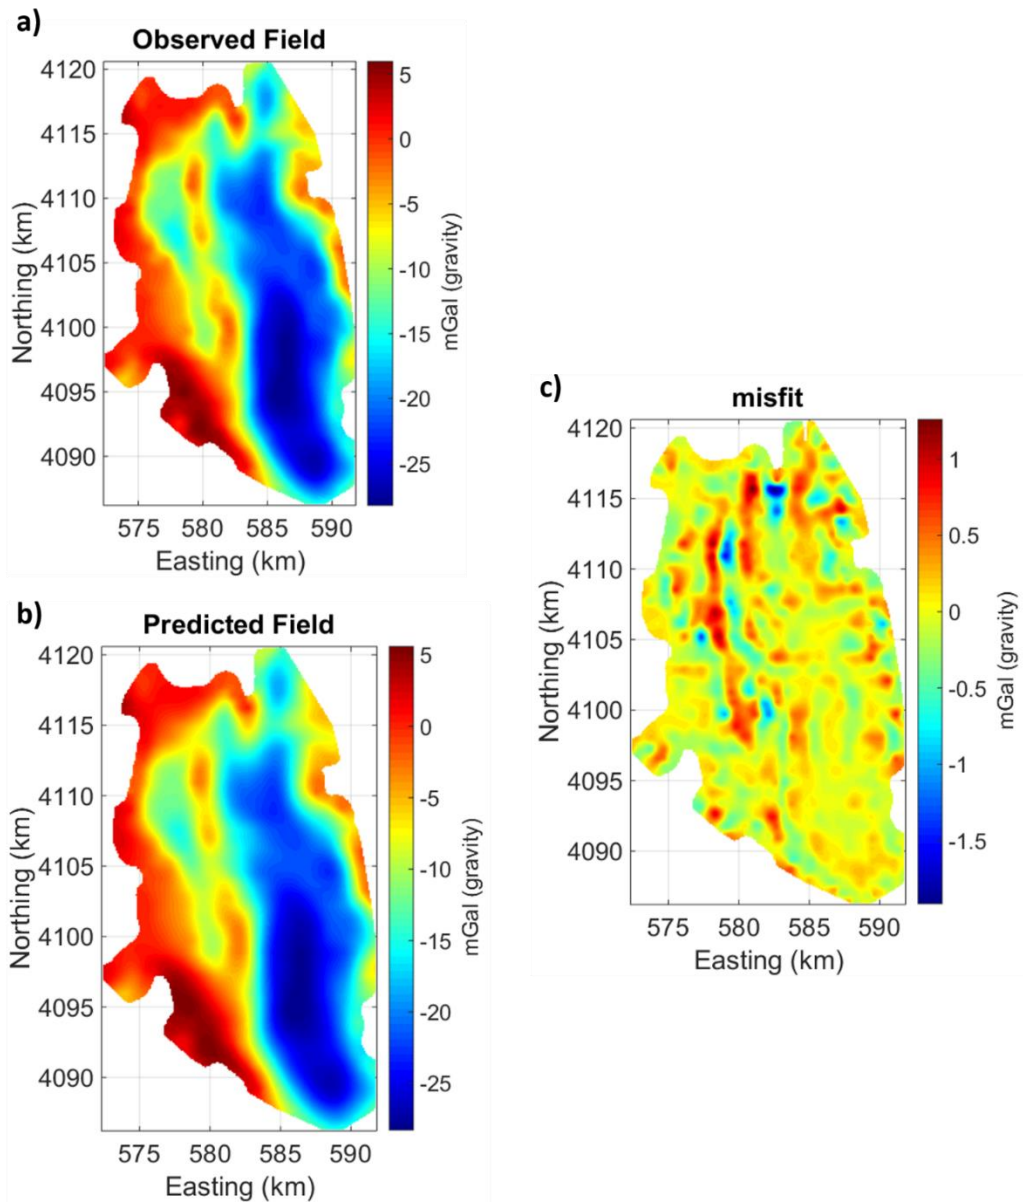 a)
Observed Field
4120
4115
4110
4105
4100
4095
4090
Northing (km)
575 580 585 590
Easting (km)
5
0
-5
-10
-15
-20
-25
mGal (gravity)
b)
Predicted Field
4120
4115
4110
4105
4100
4095
4090
Northing (km)
575 580 585 590
Easting (km)
5
0
-5
-10
-15
-20
-25
mGal (gravity)
c)
misfit
4120
4115
4110
4105
4100
4095
4090
Northing (km)
575 580 585 590
Easting (km)
1
0.5
0
-0.5
-1
-1.5
mGal (gravity)